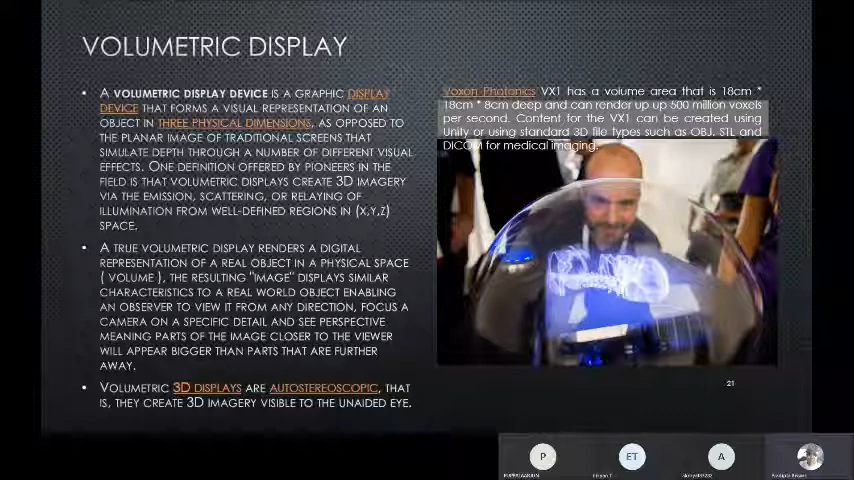 VOLUMETRIC DISPLAY
• A VOLUMETRIC DISPLAY DEVICE IS A GRAPHIC DISPLAY
DEVICE THAT FORMS A VISUAL REPRESENTATION OF AN
OBJECT IN THREE PHYSICAL DIMENSIONS, AS OPPOSED TO
THE PLANAR IMAGE OF TRADITIONAL SCREENS THAT
SIMULATE DEPTH THROUGH A NUMBER OF DIFFERENT VISUAL
EFFECTS. ONE DEFINITION OFFERED BY PIONEERS IN THE
FIELD IS THAT VOLUMETRIC DISPLAYS CREATE 3D IMAGERY
VIA THE EMISSION, SCATTERING, OR RELAYING OF
ILLUMINATION FROM WELL-DEFINED REGIONS IN (X,Y,Z)
SPACE.
• A TRUE VOLUMETRIC DISPLAY RENDERS A DIGITAL
REPRESENTATION OF A REAL OBJECT IN A PHYSICAL SPACE
( VOLUME ), THE RESULTING "IMAGE" DISPLAYS SIMILAR
CHARACTERISTICS TO A REAL WORLD OBJECT ENABLING
AN OBSERVER TO VIEW IT FROM ANY DIRECTION, FOCUS A
CAMERA ON A SPECIFIC DETAIL AND SEE PERSPECTIVE
MEANING PARTS OF THE IMAGE CLOSER TO THE VIEWER
WILL APPEAR BIGGER THAN PARTS THAT ARE FURTHER
AWAY.
• VOLUMETRIC 3D DISPLAYS ARE AUTOSTEREOSCOPIC, THAT
IS, THEY CREATE 3D IMAGERY VISIBLE TO THE UNAIDED EYE.
Voxon Photonics VX1 has a volume area that is 18cm *
18cm * 8cm deep and can render up up 500 million voxels
per second. Content for the VX1 can be created using
Unity or using standard 3D file types such as OBJ, STL and
DICOM for medical imaging.
21
P
ET
A